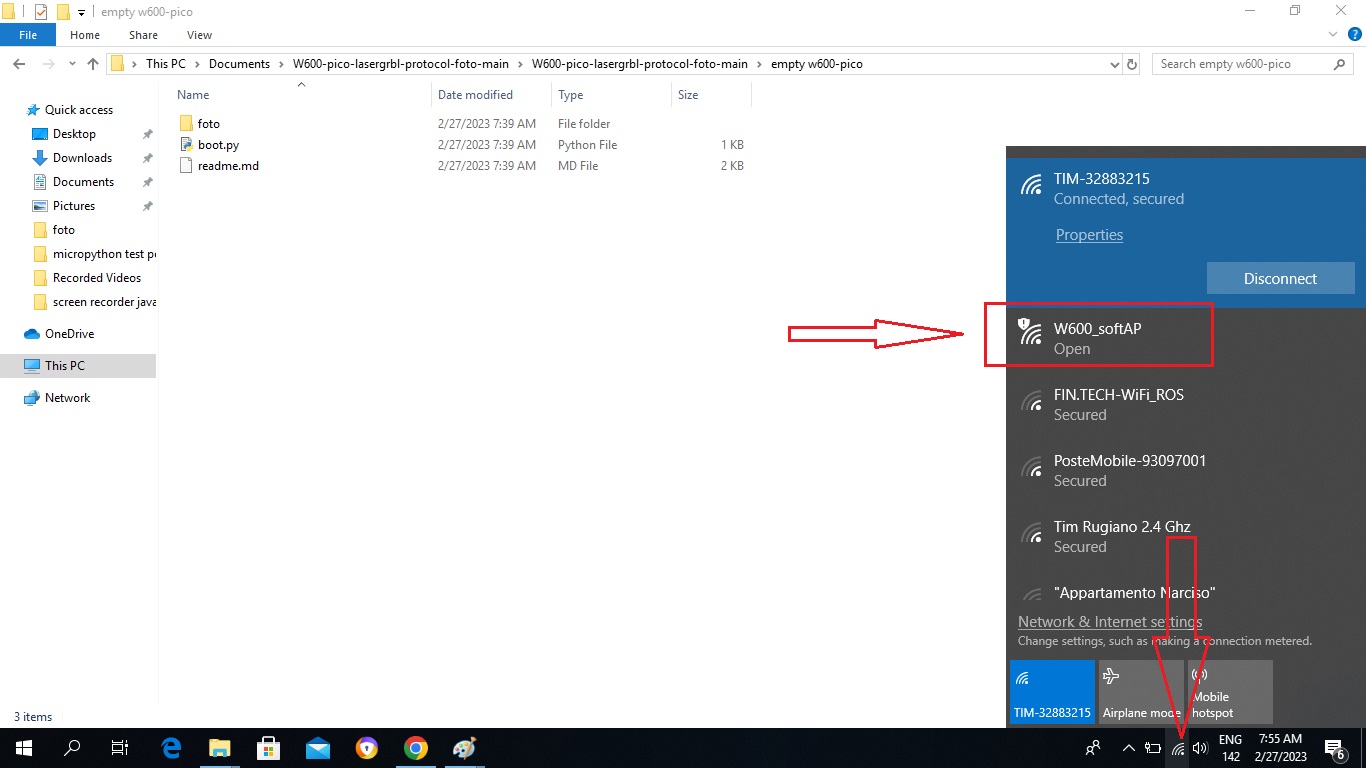 empty w600-pico
File Home Share View
This PC Documents W600-pico-lasergrbl-protocol-foto-main W600-pico-lasergrbl-protocol-foto-main empty w600-pico
Search empty w600-pico
Name Date modified Type Size
foto 2/27/2023 7:39 AM File folder
boot.py 2/27/2023 7:39 AM Python File 1 KB
readme.md 2/27/2023 7:39 AM MD File 2 KB
Quick access
Desktop
Downloads
Documents
Pictures
foto
micropython test pe
Recorded Videos
screen recorder java
OneDrive
This PC
Network
3 items
TIM-32883215
Connected, secured
Properties
Disconnect
W600_softAP
Open
FIN.TECH-WiFi_ROS
Secured
PosteMobile-93097001
Secured
Tim Rugiano 2.4 Ghz
Secured
"Appartamento Narciso"
Network & Internet settings
Change settings, such as making a connection metered.
TIM-32883215
Airplane mode
Mobile
hotspot
ENG
142
7:55 AM
2/27/2023
6